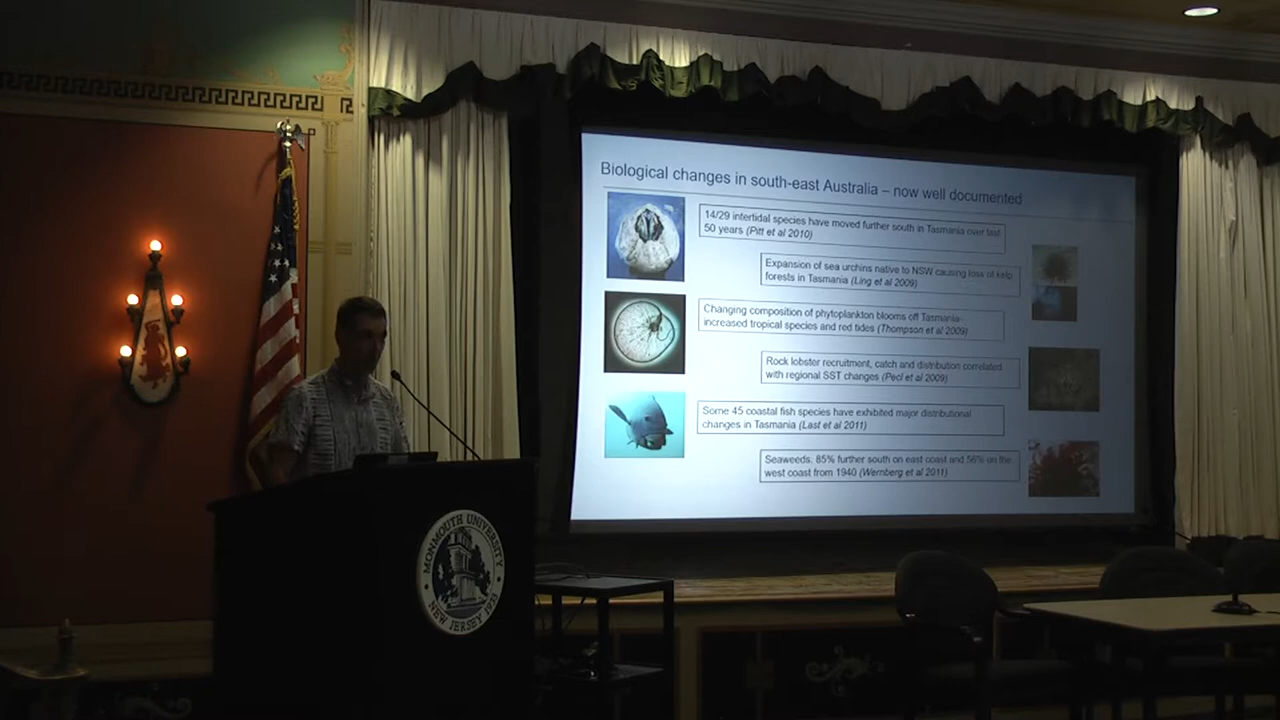 Biological changes in south-east Australia – now well documented
14/29 intertidal species have moved further south in Tasmania over last
50 years (Pitt et al 2010)
Expansion of sea urchins native to NSW causing loss of kelp
forests in Tasmania (Ling et al 2009)
Changing composition of phytoplankton blooms off Tasmania-
increased tropical species and red tides (Thompson et al 2009)
Rock lobster recruitment, catch and distribution correlated
with regional SST changes (Pecl et al 2009)
Some 45 coastal fish species have exhibited major distributional
changes in Tasmania (Last et al 2011)
Seaweeds. 85% further south on east coast and 56% on the
west coast from 1940 (Wernberg et al 2011)
MONMOUTH UNIVERSITY
NEW JERSEY 1933